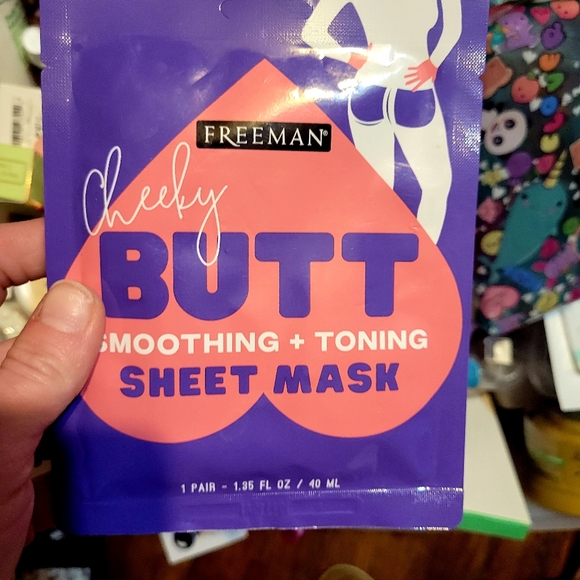 FREEMAN®
Cheeky
BUTT
SMOOTHING + TONING
SHEET MASK
1 PAIR - 1.35 FL OZ / 40 ML